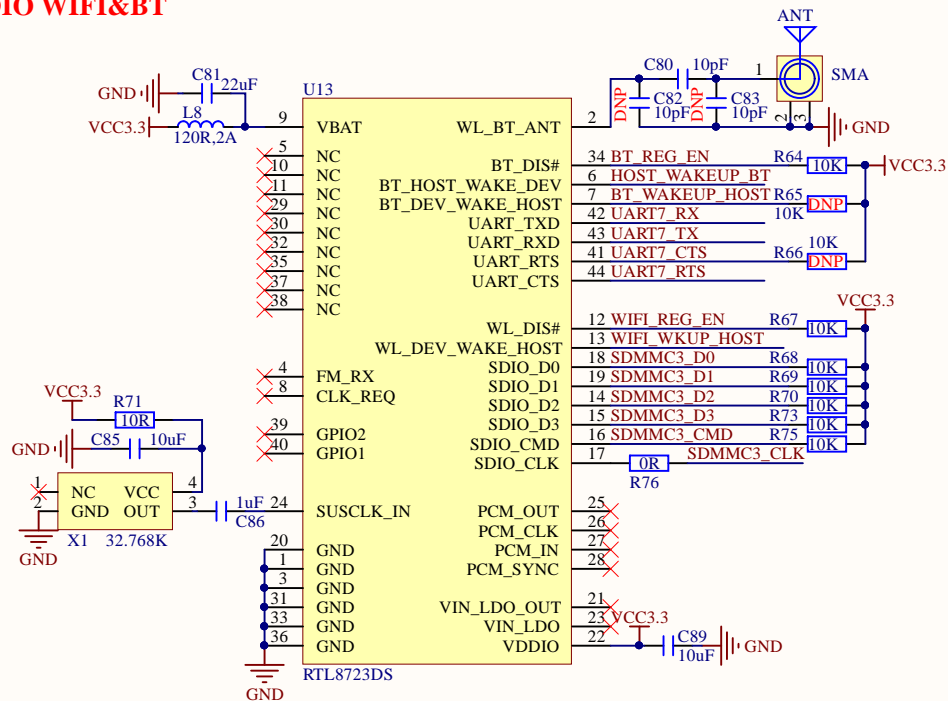 DIO WIFI&BT
ANT
C80 10pF
1
SMA
DNP
C82
10pF
DNP
C83
10pF
2
3
GND
C81
22uF
GND
L8
VCC3.3
120R,2A
U13
9 VBAT
5 NC
10 NC
11 NC
29 NC
30 NC
32 NC
35 NC
37 NC
38 NC
4 FM_RX
8 CLK_REQ
39 GPIO2
40 GPIO1
24 SUSCLK_IN
20 GND
1 GND
3 GND
31 GND
33 GND
36 GND
GND
RTL8723DS
WL_BT_ANT 2
BT_DIS# 34 BT_REG_EN R64 10K VCC3.3
BT_HOST_WAKE_DEV 6 HOST_WAKEUP_BT
BT_DEV_WAKE_HOST 7 BT_WAKEUP_HOST R65 DNP
UART_TXD 42 UART7_RX 10K
UART_RXD 43 UART7_TX 10K
UART_RTS 41 UART7_CTS R66 DNP
UART_CTS 44 UART7_RTS
VCC3.3
WL_DIS# 12 WIFI_REG_EN R67 10K
WL_DEV_WAKE_HOST 13 WIFI_WKUP_HOST
SDIO_D0 18 SDMMC3_D0 R68 10K
SDIO_D1 19 SDMMC3_D1 R69 10K
SDIO_D2 14 SDMMC3_D2 R70 10K
SDIO_D3 15 SDMMC3_D3 R73 10K
SDIO_CMD 16 SDMMC3_CMD R75 10K
SDIO_CLK 17 0R SDMMC3_CLK
R76
PCM_OUT 25
PCM_CLK 26
PCM_IN 27
PCM_SYNC 28
VIN_LDO_OUT 21
VIN_LDO 23 VCC3.3
VDDIO 22
C89
10uF
GND
VCC3.3
R71
10R
C85 10uF
GND
1 NC VCC 4
2 GND OUT 3
X1 32.768K
GND
1uF
C86